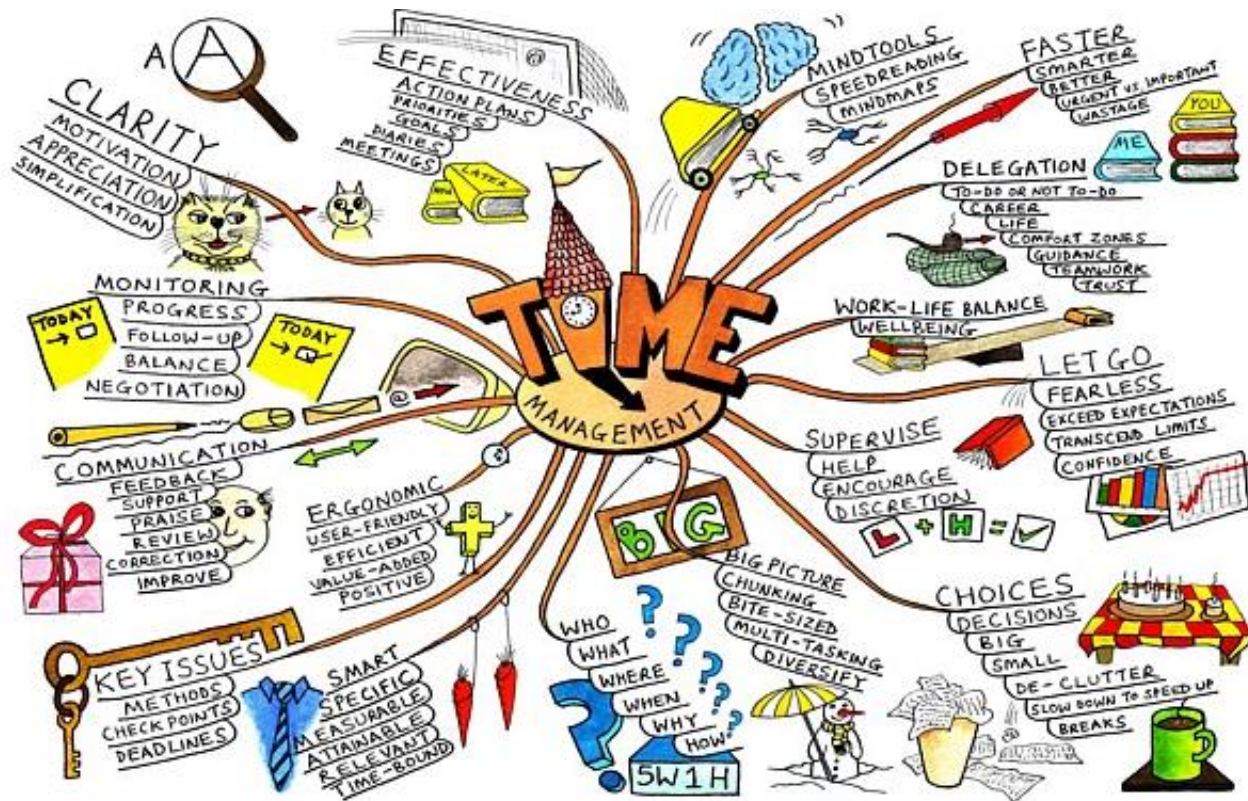 TIME
MANAGEMENT
A
A
CLARITY
MOTIVATION
APPRECIATION
SIMPLIFICATION
EFFECTIVENESS
ACTION PLANS
PRIORITIES
GOALS
DIARIES
MEETINGS
NOW
LATER
MINDTOOLS
SPEEDREADING
MINDMAPS
FASTER
SMARTER
BETTER
URGENT VS. IMPORTANT
WASTAGE
YOU
ME
DELEGATION
TO-DO OR NOT TO-DO
CAREER
LIFE
COMFORT ZONES
GUIDANCE
TEAMWORK
TRUST
WORK-LIFE BALANCE
WELLBEING
LET GO
FEARLESS
EXCEED EXPECTATIONS
TRANSCEND LIMITS
CONFIDENCE
SUPERVISE
HELP
ENCOURAGE
DISCRETION
L + H = ✓
CHOICES
DECISIONS
BIG
SMALL
DE-CLUTTER
SLOW DOWN TO SPEED UP
BREAKS
BIG
BIG PICTURE
CHUNKING
BITE-SIZED
MULTI-TASKING
DIVERSIFY
WHO
WHAT
WHERE
WHEN
WHY
HOW
5W1H
SMART
SPECIFIC
MEASURABLE
ATTAINABLE
RELEVANT
TIME-BOUND
KEY ISSUES
METHODS
CHECK POINTS
DEADLINES
ERGONOMIC
USER-FRIENDLY
EFFICIENT
VALUE-ADDED
POSITIVE
COMMUNICATION
FEEDBACK
SUPPORT
PRAISE
REVIEW
CORRECTION
IMPROVE
@
MONITORING
PROGRESS
FOLLOW-UP
BALANCE
NEGOTIATION
TODAY
TODAY